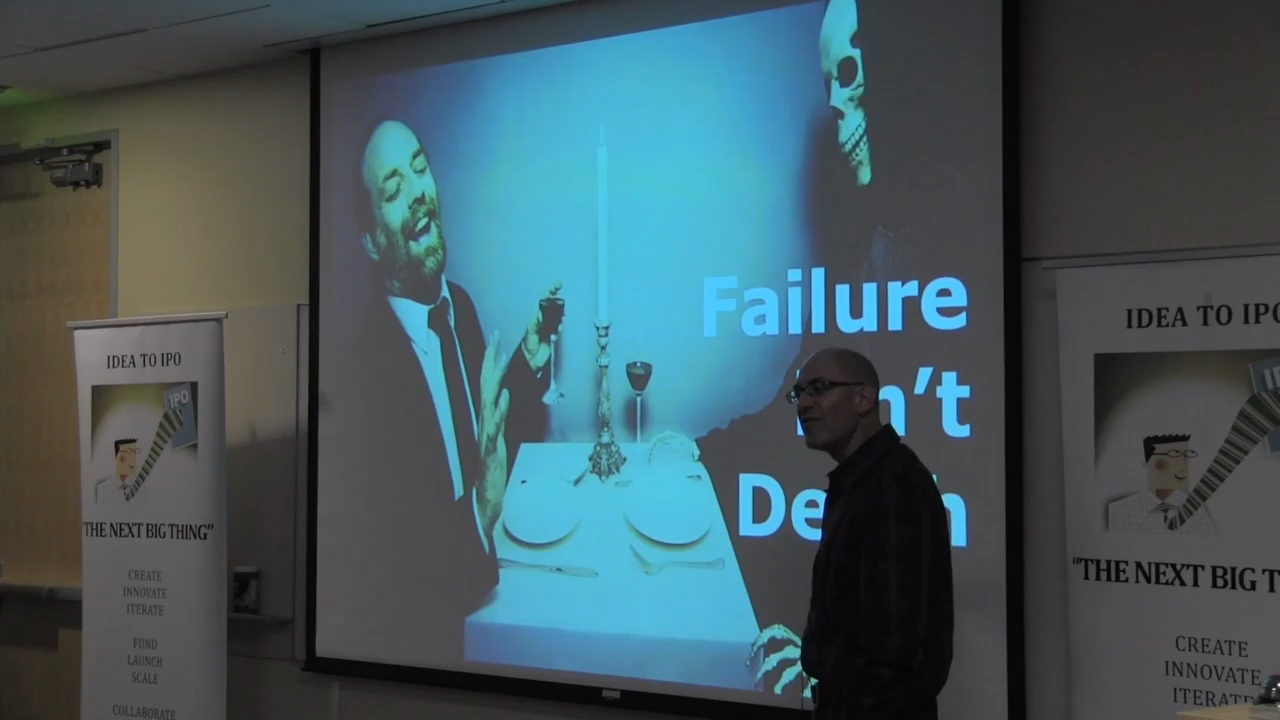 IDEA TO IPO
IPO
"THE NEXT BIG THING"
CREATE
INNOVATE
ITERATE
FUND
LAUNCH
SCALE
COLLABORATE
Failure
n't
De h
IDEA TO IPO
"THE NEXT BIG T
CREATE
INNOVATE
ITERATE